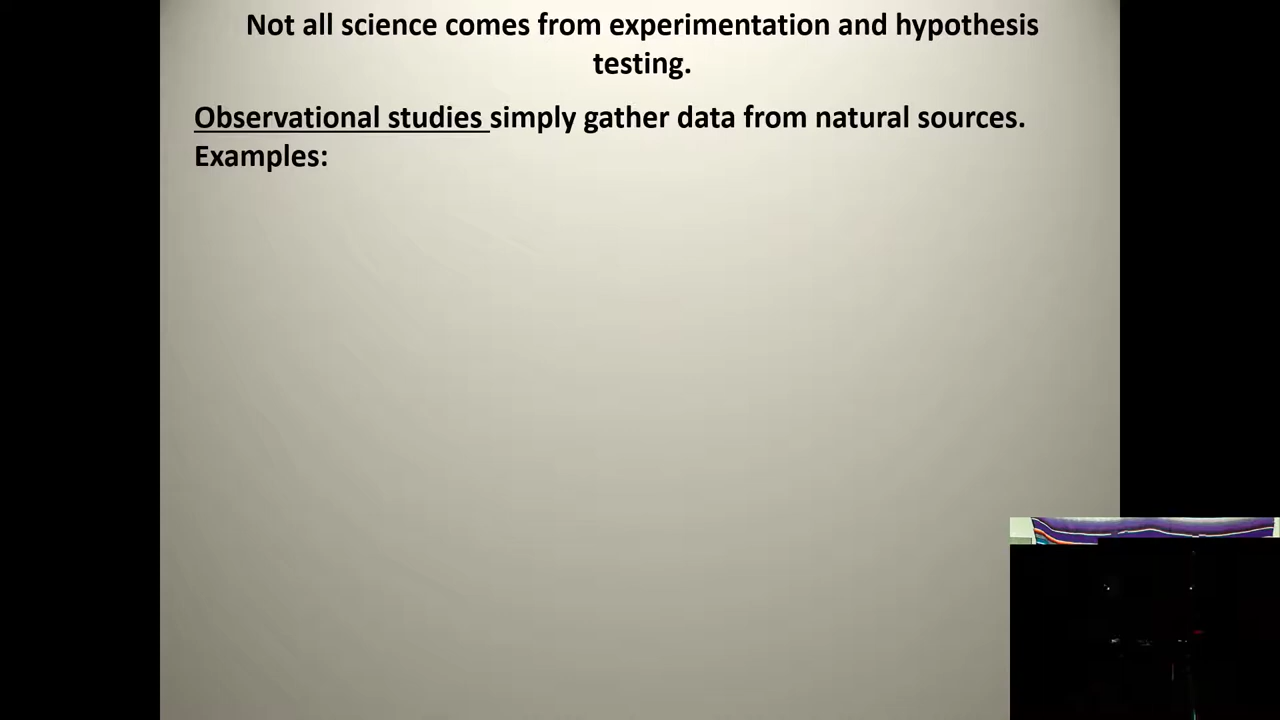 Not all science comes from experimentation and hypothesis
testing.
Observational studies simply gather data from natural sources.
Examples: